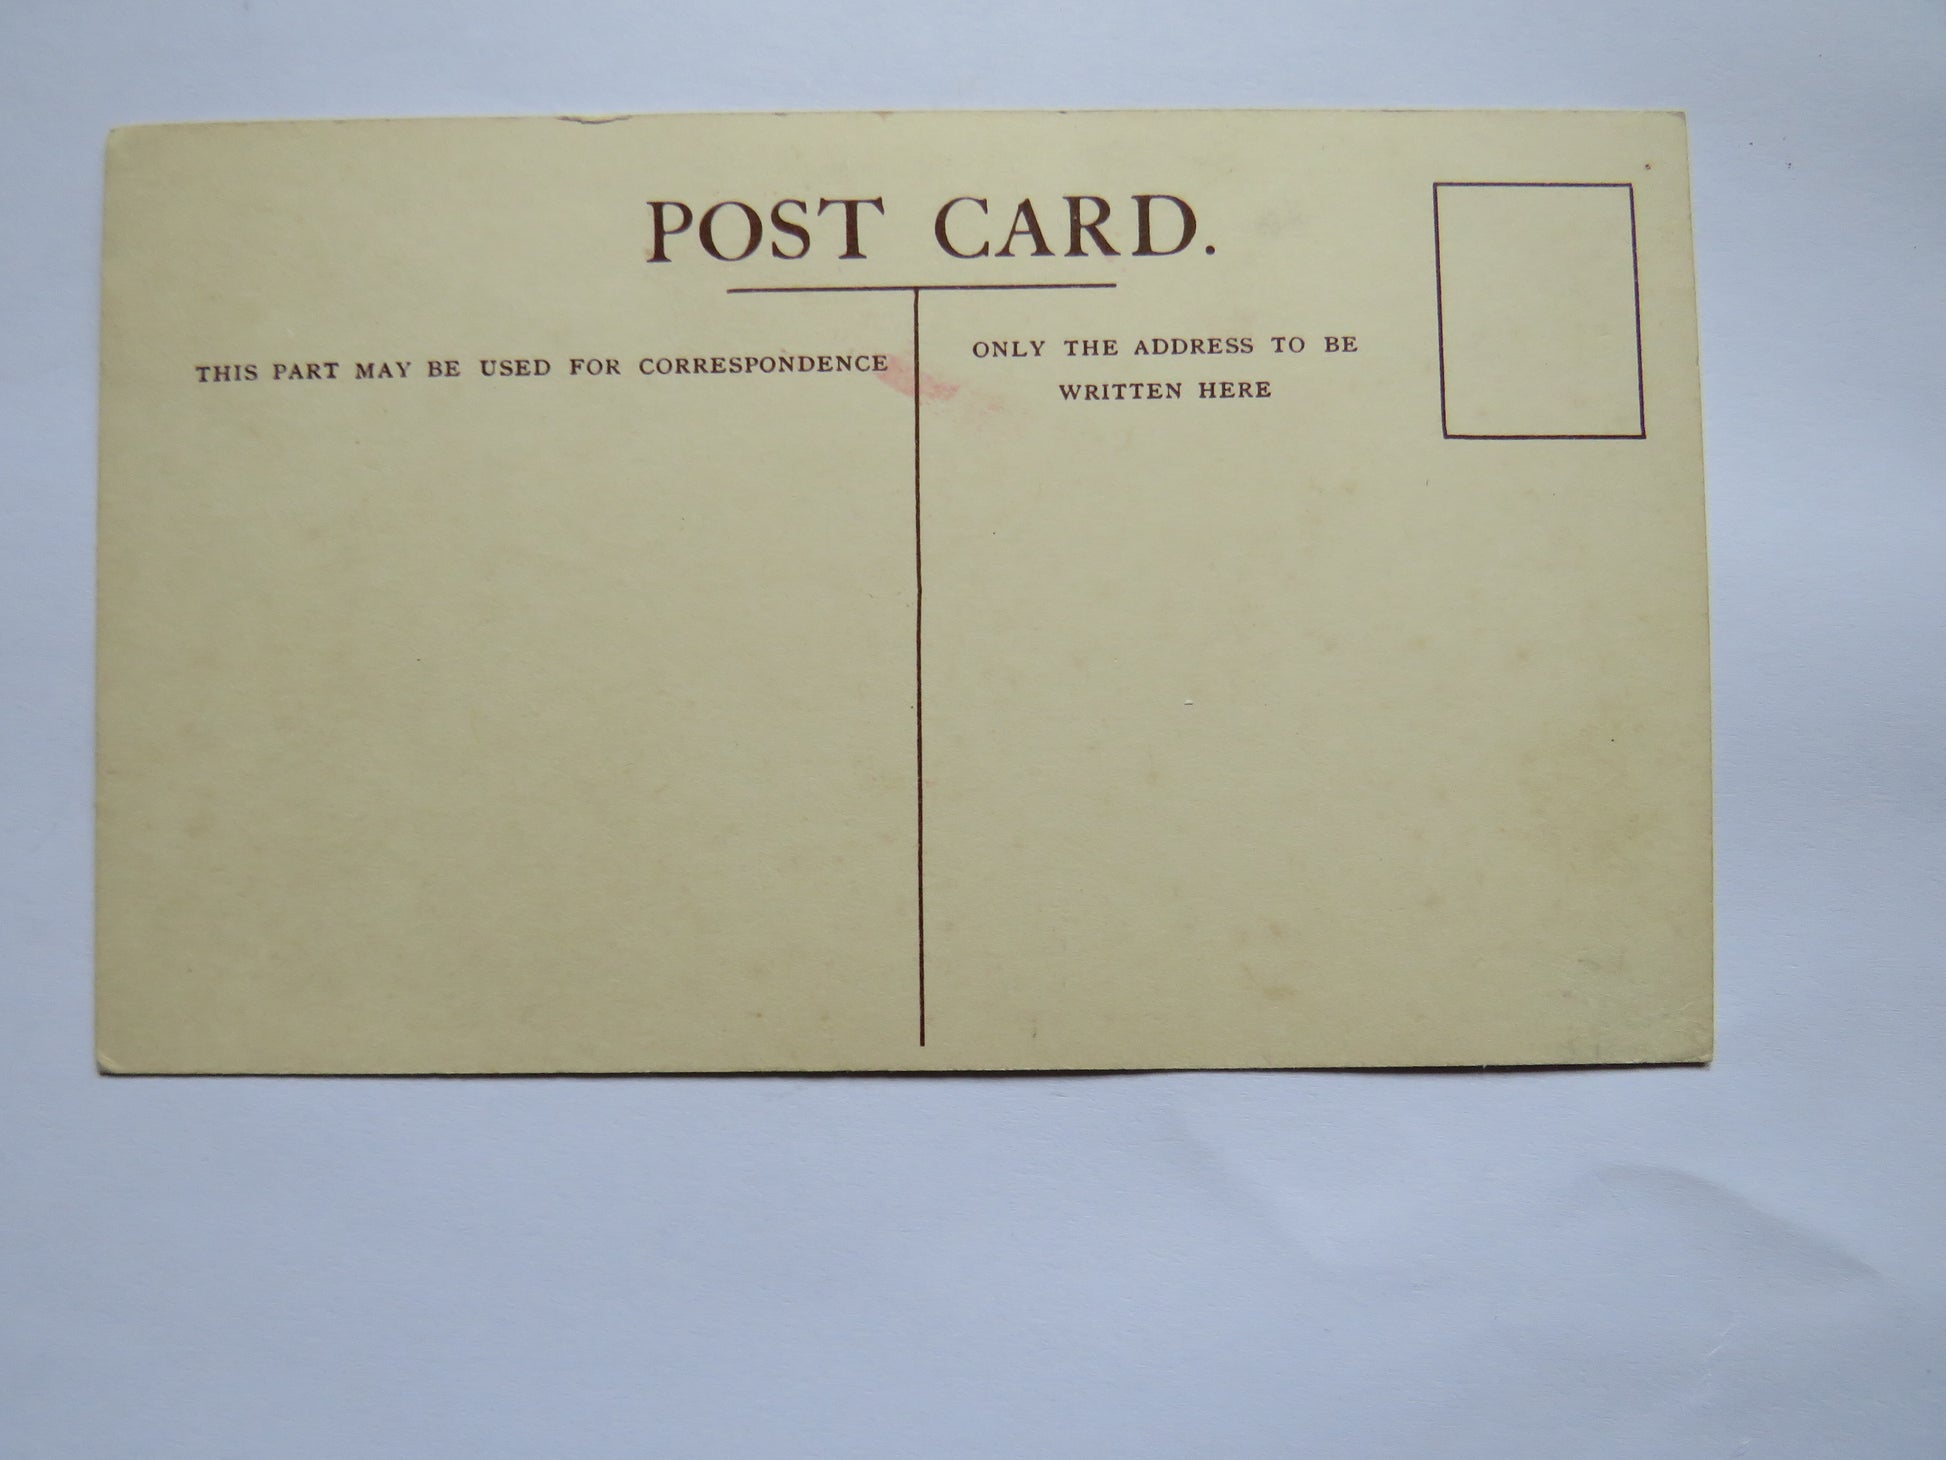 POST CARD.
THIS PART MAY BE USED FOR CORRESPONDENCE
ONLY THE ADDRESS TO BE
WRITTEN HERE